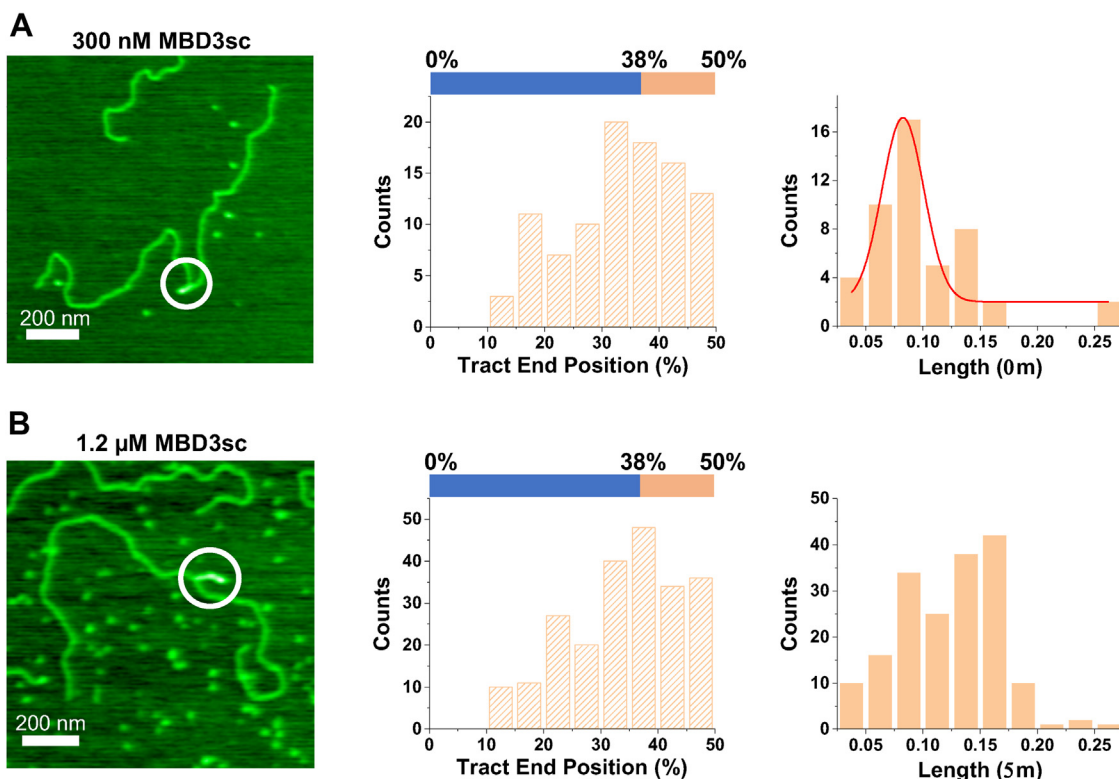 A
300 nM MBD3sc
200 nm
0% 38% 50%
Counts
20
15
10
5
0
0 10 20 30 40 50
Tract End Position (%)
Counts
16
12
8
4
0
0.05 0.10 0.15 0.20 0.25
Length (0m)
B
1.2 µM MBD3sc
200 nm
0% 38% 50%
Counts
50
40
30
20
10
0
0 10 20 30 40 50
Tract End Position (%)
Counts
50
40
30
20
10
0
0.05 0.10 0.15 0.20 0.25
Length (5m)